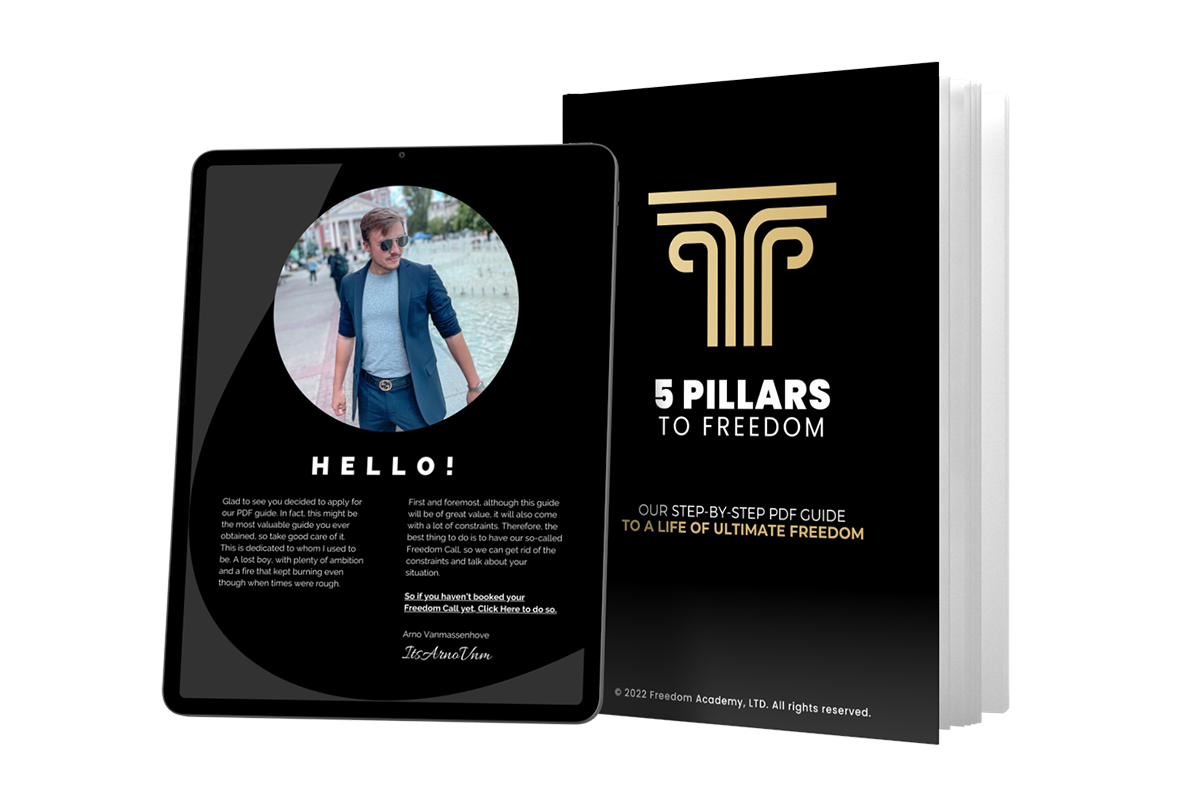 HELLO!
Glad to see you decided to apply for
our PDF guide. In fact, this might be
the most valuable guide you ever
obtained, so take good care of it.
This is dedicated to whom I used to
be. A lost boy, with plenty of ambition
and a fire that kept burning even
though when times were rough.
First and foremost, although this guide
will be of great value, it will also come
with a lot of constraints. Therefore, the
best thing to do is to have our so-called
Freedom Call, so we can get rid of the
constraints and talk about your
situation.
So if you haven't booked your
Freedom Call yet, Click Here to do so.
Arno Vanmassenhove
ItsArnoVnm
5 PILLARS
TO FREEDOM
OUR STEP-BY-STEP PDF GUIDE
TO A LIFE OF ULTIMATE FREEDOM
© 2022 Freedom Academy, LTD. All rights reserved.